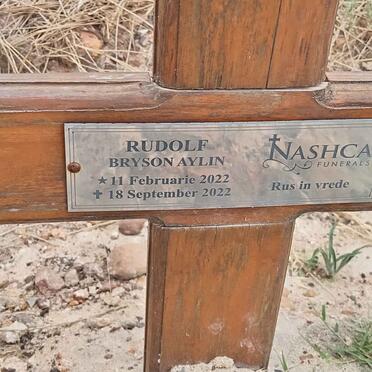 RUDOLF
BRYSON AYLIN
★ 11 Februarie 2022
✝ 18 September 2022
NASHCA
FUNERALS
Rus in vrede